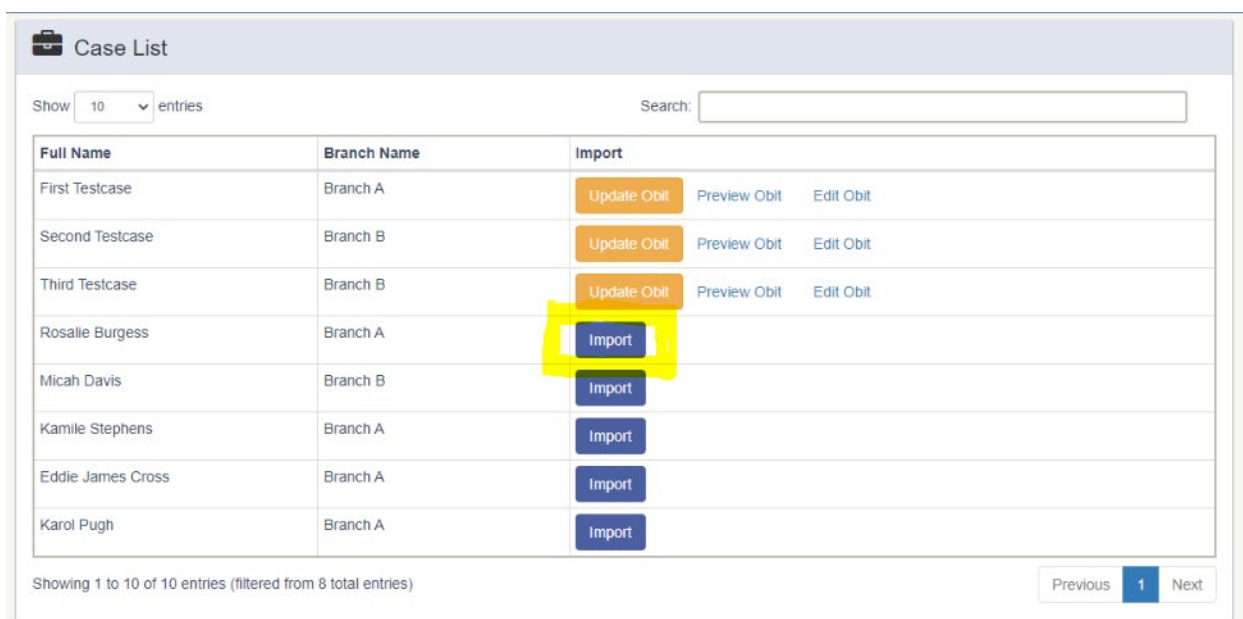 Case List
Show 10 entries Search:
Full Name Branch Name Import
First Testcase Branch A Update Obit Preview Obit Edit Obit
Second Testcase Branch B Update Obit Preview Obit Edit Obit
Third Testcase Branch B Update Obit Preview Obit Edit Obit
Rosalie Burgess Branch A Import
Micah Davis Branch B Import
Kamile Stephens Branch A Import
Eddie James Cross Branch A Import
Karol Pugh Branch A Import
Showing 1 to 10 of 10 entries (filtered from 8 total entries) Previous 1 Next